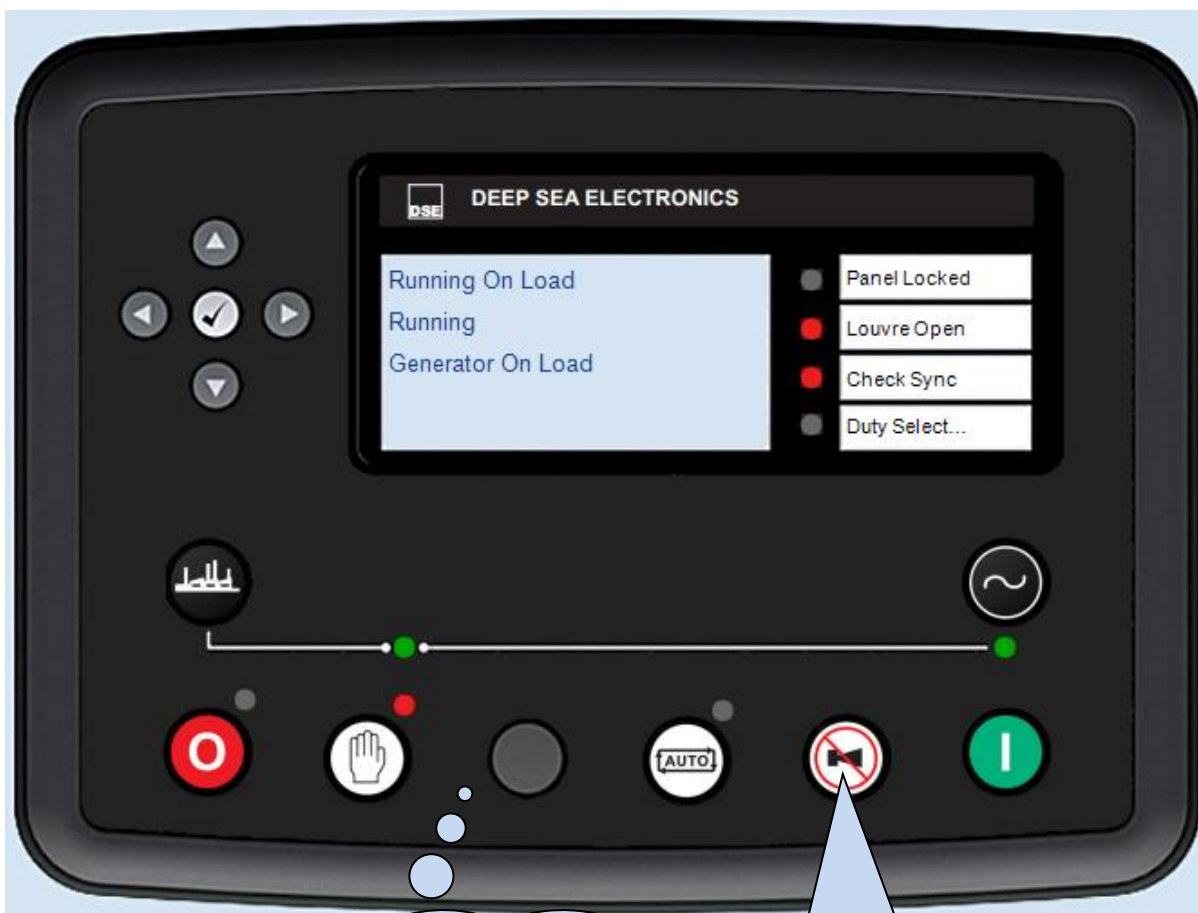 DSE
DEEP SEA ELECTRONICS
Running On Load
Running
Generator On Load
Panel Locked
Louvre Open
Check Sync
Duty Select...
O
AUTO
I